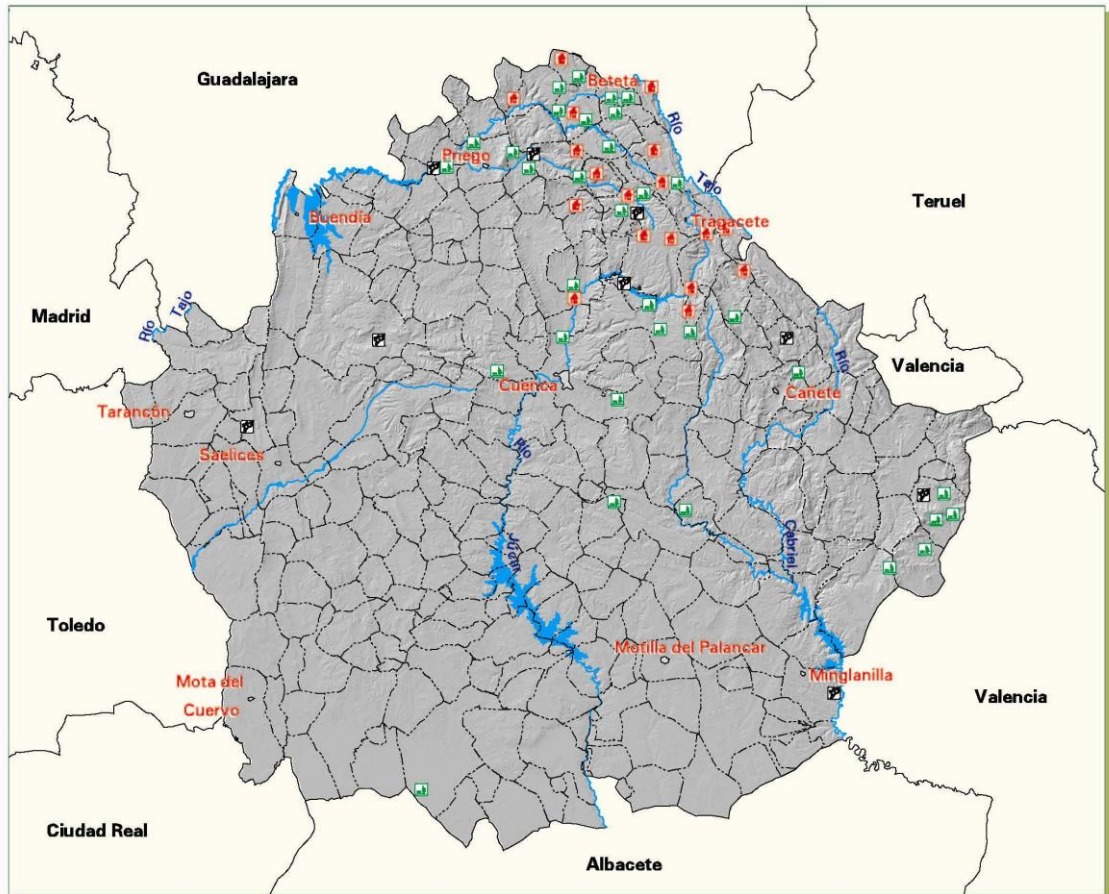 Guadalajara
Beteta
Río
Priego
Tajo
Teruel
Buendía
Tragacete
Madrid
Río
Tajo
Río
Valencia
Cuenca
Cañete
Tarancón
Saelices
Río
Júcar
Cabriel
Toledo
Motilla del Palancar
Mota del
Cuervo
Minglanilla
Valencia
Ciudad Real
Albacete